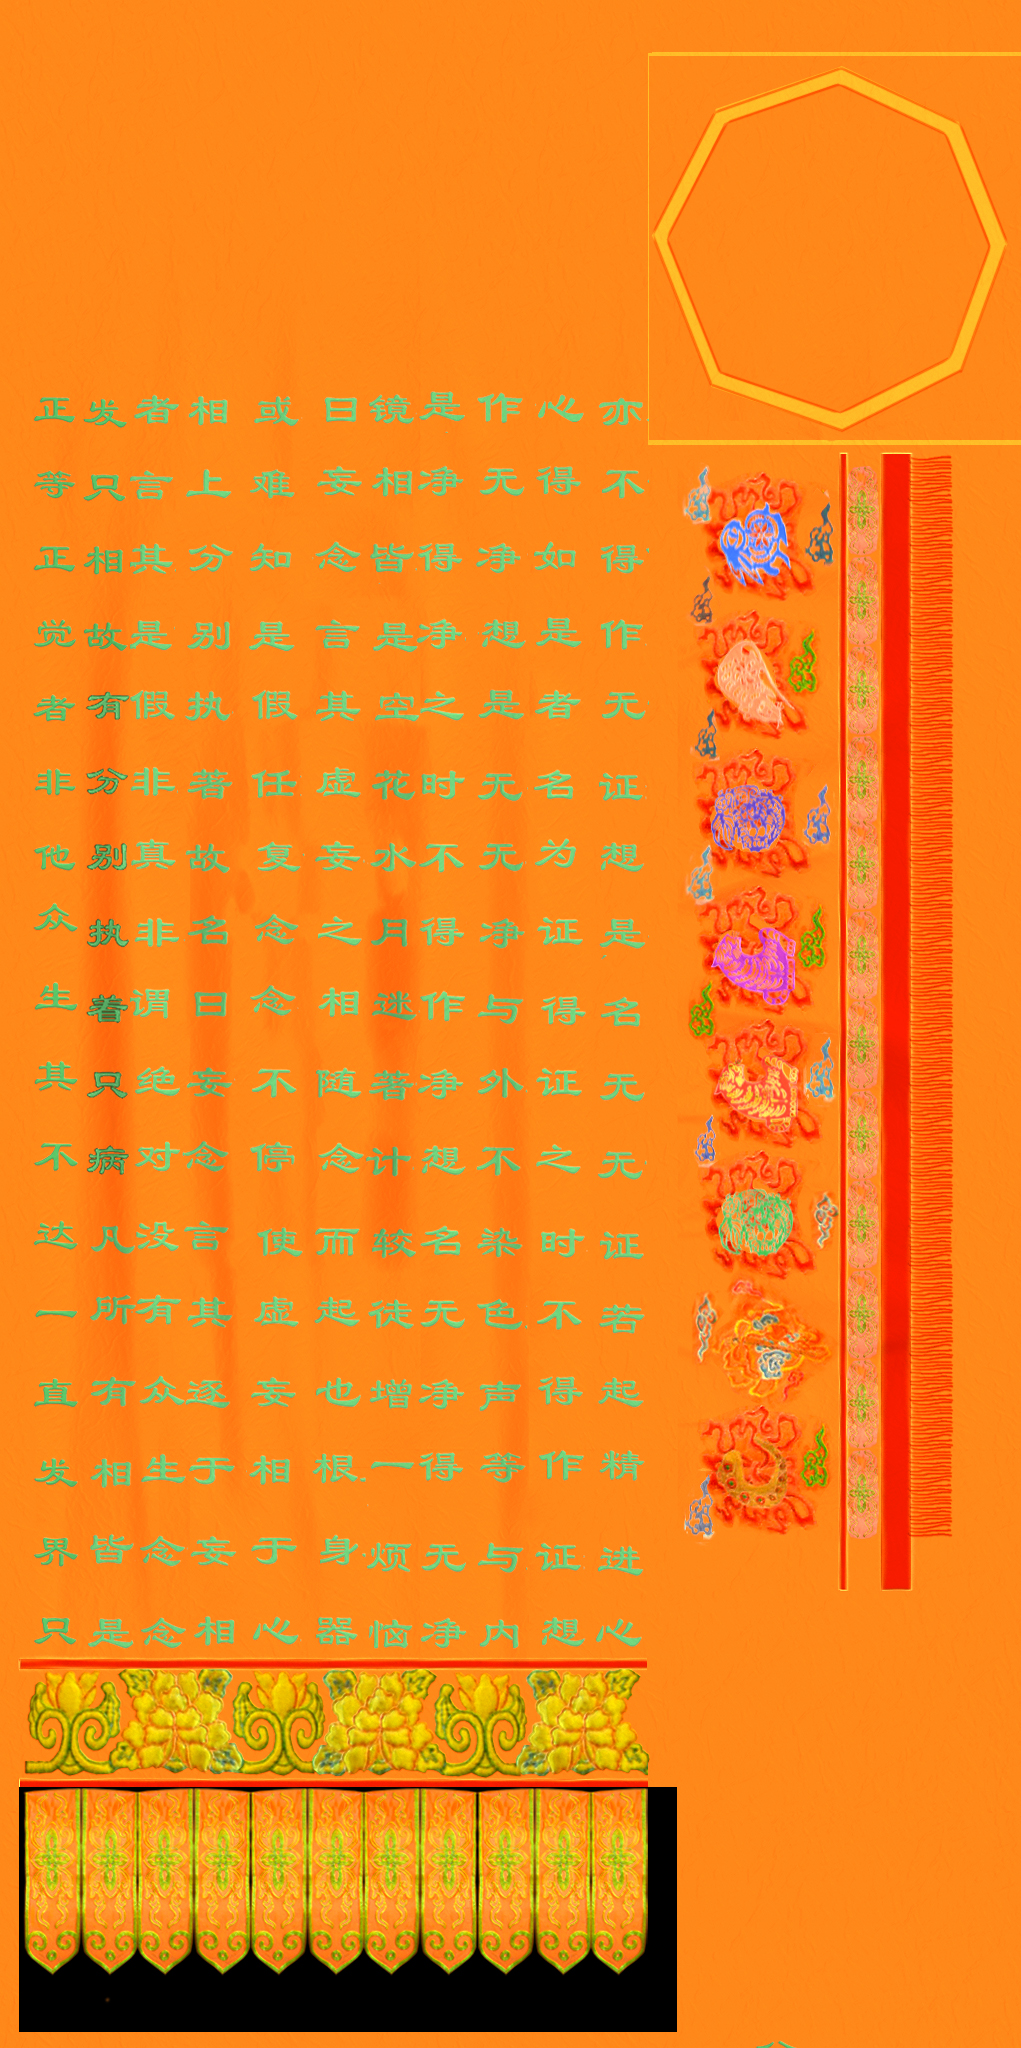 亦不得作无证想是名无无证若起精进心
心得如是者名为证得证之时不得作证想
作无净想是无无净与外不染色声等与内
是净得净之时不得作净想名无净得无净
镜相皆是空花水月迷著计较徒增一烦恼
曰妄念言其虚妄之相随念而起也根身器
或难知是假任复念念不停使虚妄相于心
相上分别执著故名曰妄念言其逐于妄相
者言其是假非真非谓绝对没有众生念念
发只相故有分别执着只病凡所有相皆是
正等正觉者非他众生其不达一直发界只